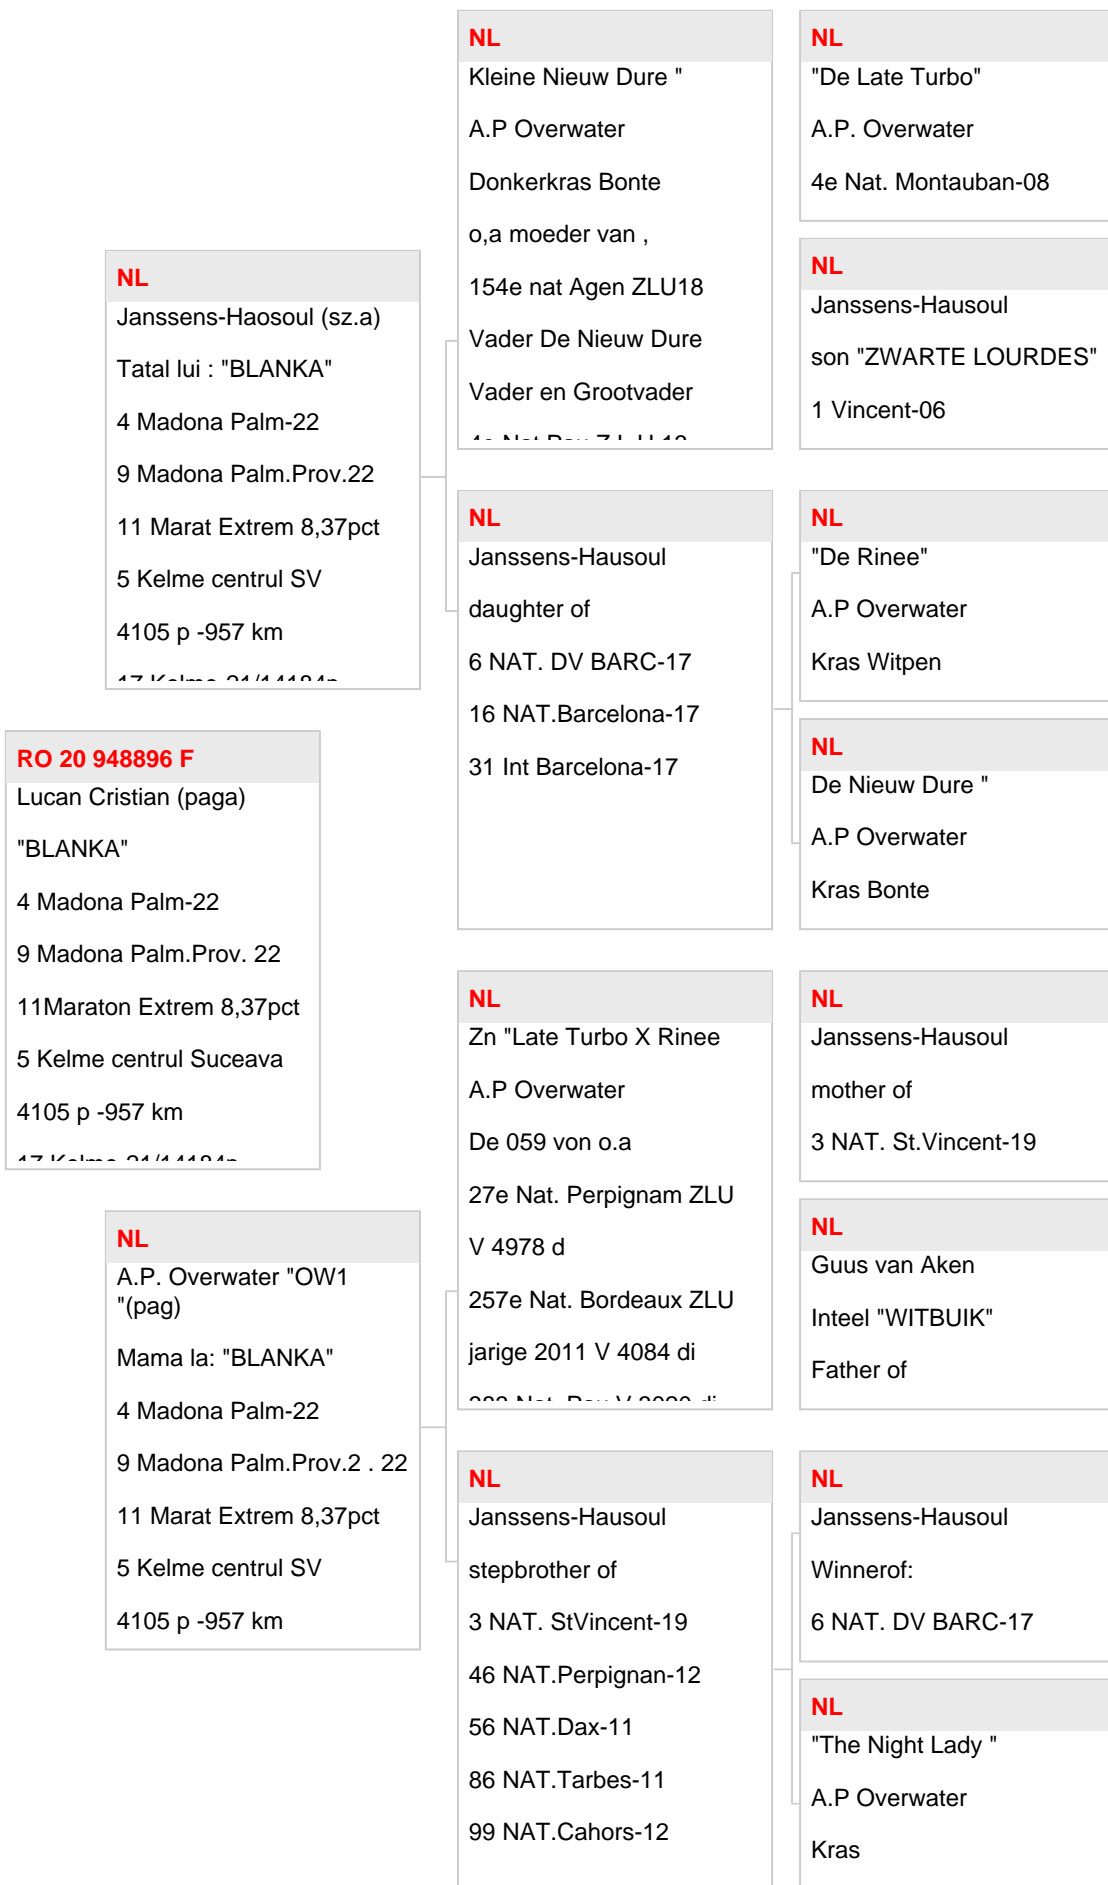 NL
Kleine Nieuw Dure "
A.P Overwater
Donkerkras Bonte
o,a moeder van ,
154e nat Agen ZLU18
Vader De Nieuw Dure
Vader en Grootvader
NL
"De Late Turbo"
A.P. Overwater
4e Nat. Montauban-08
NL
Janssens-Haosoul (sz.a)
Tatal lui : "BLANKA"
4 Madona Palm-22
9 Madona Palm.Prov.22
11 Marat Extrem 8,37pct
5 Kelme centrul SV
4105 p -957 km
NL
Janssens-Hausoul
son "ZWARTE LOURDES"
1 Vincent-06
NL
Janssens-Hausoul
daughter of
6 NAT. DV BARC-17
16 NAT.Barcelona-17
31 Int Barcelona-17
NL
"De Rinee"
A.P Overwater
Kras Witpen
NL
De Nieuw Dure "
A.P Overwater
Kras Bonte
RO 20 948896 F
Lucan Cristian (paga)
"BLANKA"
4 Madona Palm-22
9 Madona Palm.Prov. 22
11Maraton Extrem 8,37pct
5 Kelme centrul Suceava
4105 p -957 km
NL
Zn "Late Turbo X Rinee
A.P Overwater
De 059 von o.a
27e Nat. Perpignam ZLU
V 4978 d
257e Nat. Bordeaux ZLU
jarige 2011 V 4084 di
NL
Janssens-Hausoul
mother of
3 NAT. St.Vincent-19
NL
Guus van Aken
Inteel "WITBUIK"
Father of
NL
A.P. Overwater "OW1
"(pag)
Mama la: "BLANKA"
4 Madona Palm-22
9 Madona Palm.Prov.2 . 22
11 Marat Extrem 8,37pct
5 Kelme centrul SV
4105 p -957 km
NL
Janssens-Hausoul
stepbrother of
3 NAT. StVincent-19
46 NAT.Perpignan-12
56 NAT.Dax-11
86 NAT.Tarbes-11
99 NAT.Cahors-12
NL
Janssens-Hausoul
Winnerof:
6 NAT. DV BARC-17
NL
"The Night Lady "
A.P Overwater
Kras